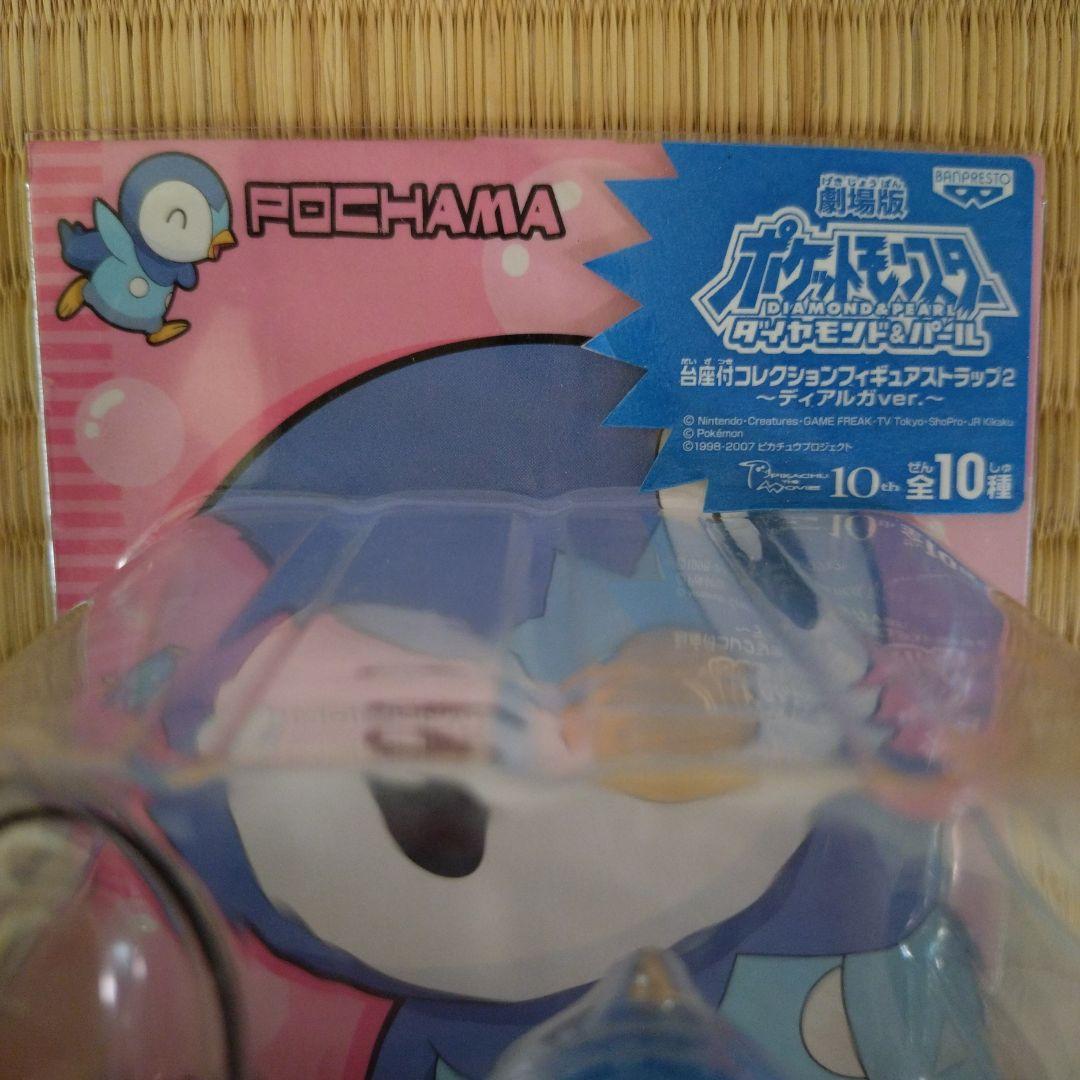 POCHAMA
BANPRESTO
げきじょうばん
劇場版
ポケットモンスター
DIAMOND & PEARL
ダイヤモンド&パール
だいざつき
台座付コレクションフィギュアストラップ2
~ディアルガver.~
© Nintendo・Creatures・GAME FREAK・TV Tokyo・ShoPro・JR Kikaku
© Pokémon
©1998-2007 ピカチュウプロジェクト
PIKACHU THE MOVIE 10th
ぜん しゅ
全10種